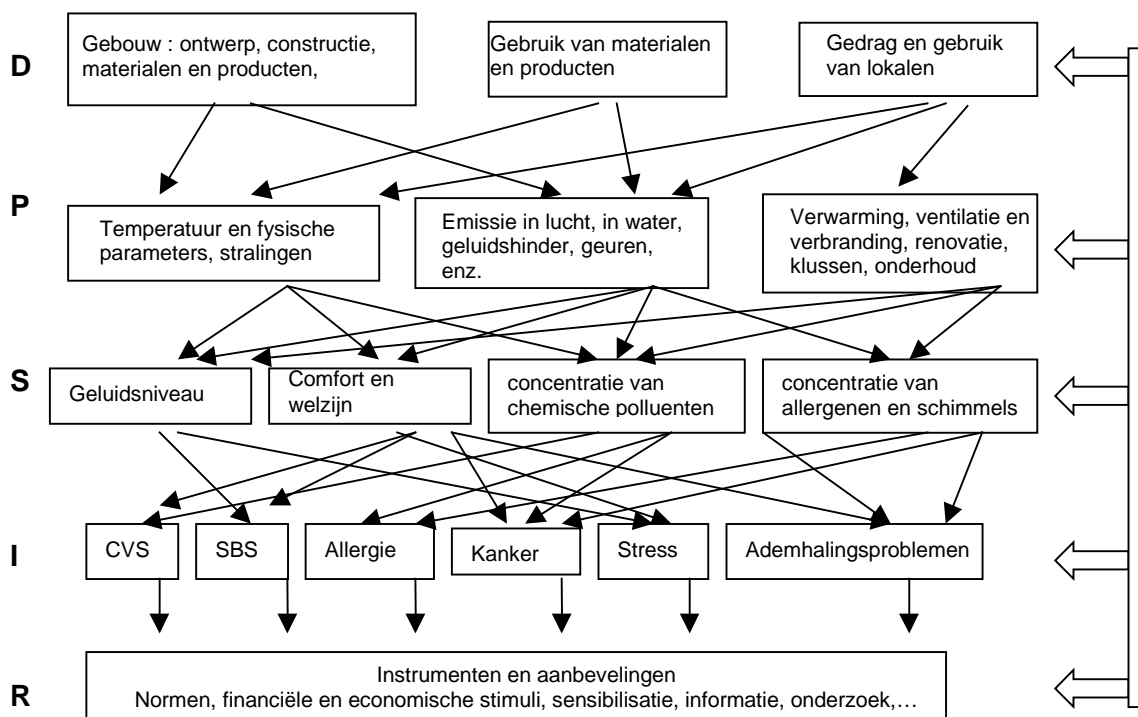 D
Gebouw : ontwerp, constructie,
materialen en producten,
Gebruik van materialen
en producten
Gedrag en gebruik
van lokalen
P
Temperatuur en fysische
parameters, stralingen
Emissie in lucht, in water,
geluidshinder, geuren,
enz.
Verwarming, ventilatie en
verbranding, renovatie,
klussen, onderhoud
S
Geluidsniveau
Comfort en
welzijn
concentratie van
chemische polluenten
concentratie van
allergenen en schimmels
I
CVS
SBS
Allergie
Kanker
Stress
Ademhalingsproblemen
R
Instrumenten en aanbevelingen
Normen, financiële en economische stimuli, sensibilisatie, informatie, onderzoek,…